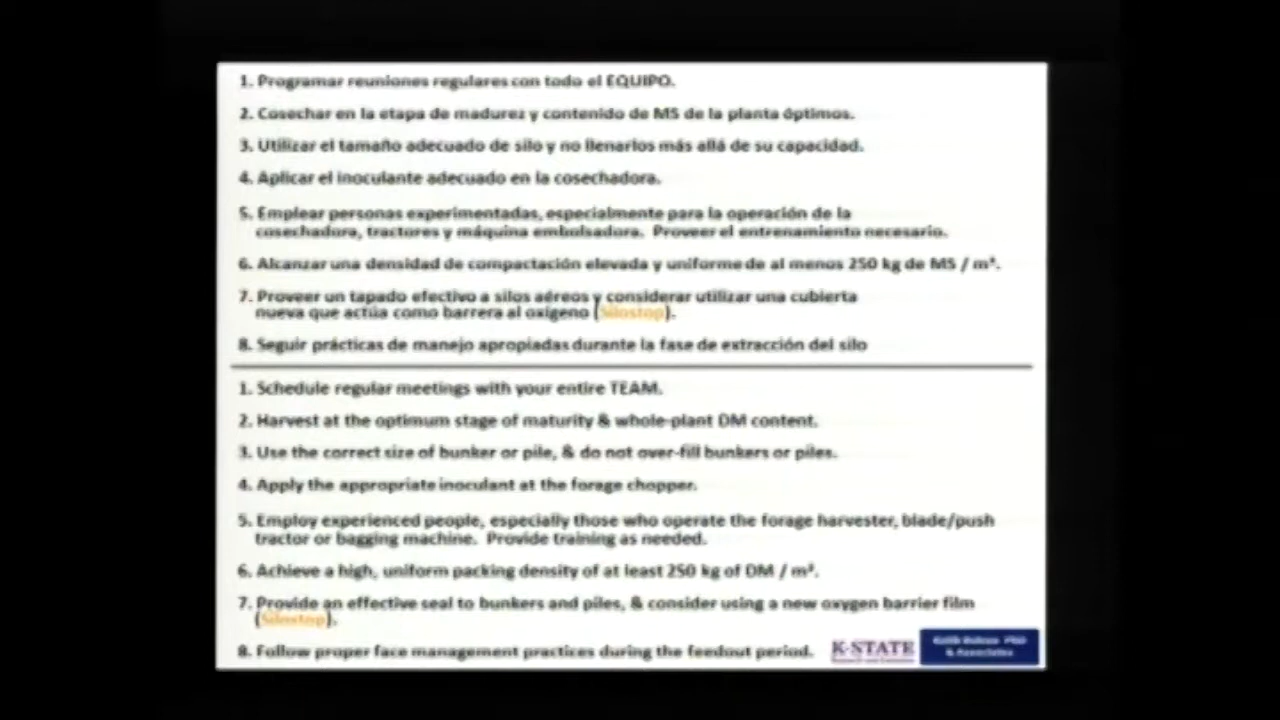 1. Programar reuniones regulares con todo el EQUIPO.
2. Cosechar en la etapa de madurez y contenido de MS de la planta óptimos.
3. Utilizar el tamaño adecuado de silo y no llenarlos más allá de su capacidad.
4. Aplicar el inoculante adecuado en la cosechadora.
5. Emplear personas experimentadas, especialmente para la operación de la
cosechadora, tractores y máquina embolsadora. Proveer el entrenamiento necesario.
6. Alcanzar una densidad de compactación elevada y uniforme de al menos 250 kg de MS / m³.
7. Proveer un tapado efectivo a silos aéreos y considerar utilizar una cubierta
nueva que actúa como barrera al oxígeno (Silostop).
8. Seguir prácticas de manejo apropiadas durante la fase de extracción del silo
1. Schedule regular meetings with your entire TEAM.
2. Harvest at the optimum stage of maturity & whole-plant DM content.
3. Use the correct size of bunker or pile, & do not over-fill bunkers or piles.
4. Apply the appropriate inoculant at the forage chopper.
5. Employ experienced people, especially those who operate the forage harvester, blade/push
tractor or bagging machine. Provide training as needed.
6. Achieve a high, uniform packing density of at least 250 kg of DM / m³.
7. Provide an effective seal to bunkers and piles, & consider using a new oxygen barrier film
(Silostop).
8. Follow proper face management practices during the feedout period.
K-STATE
& Associates